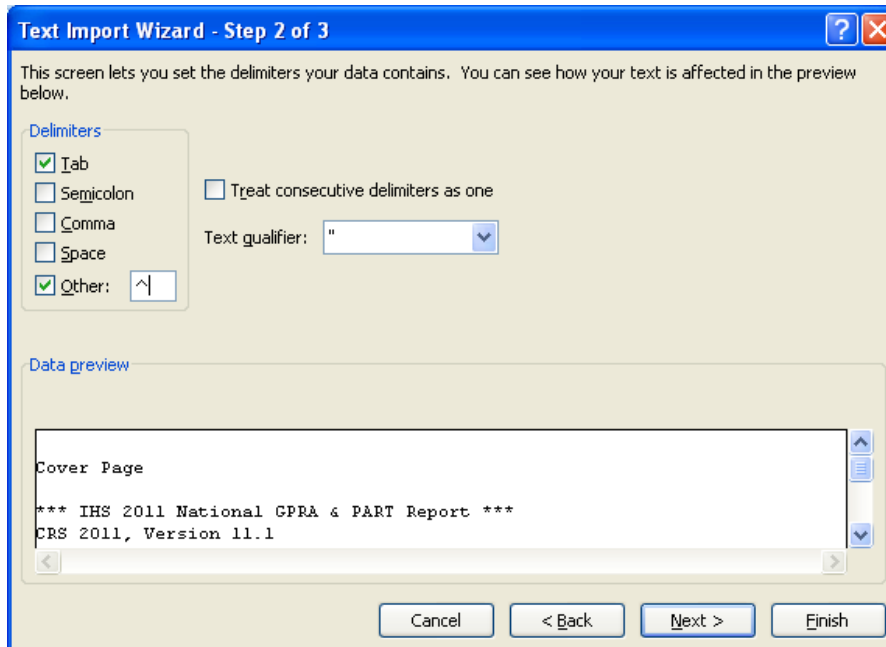 Text Import Wizard - Step 2 of 3
This screen lets you set the delimiters your data contains. You can see how your text is affected in the preview
below.
Delimiters
Tab
Semicolon
Comma
Space
Other: ^
Treat consecutive delimiters as one
Text qualifier: "
Data preview
Cover Page
*** IHS 2011 National GPRA & PART Report ***
CRS 2011, Version 11.1
Cancel
< Back
Next >
Finish